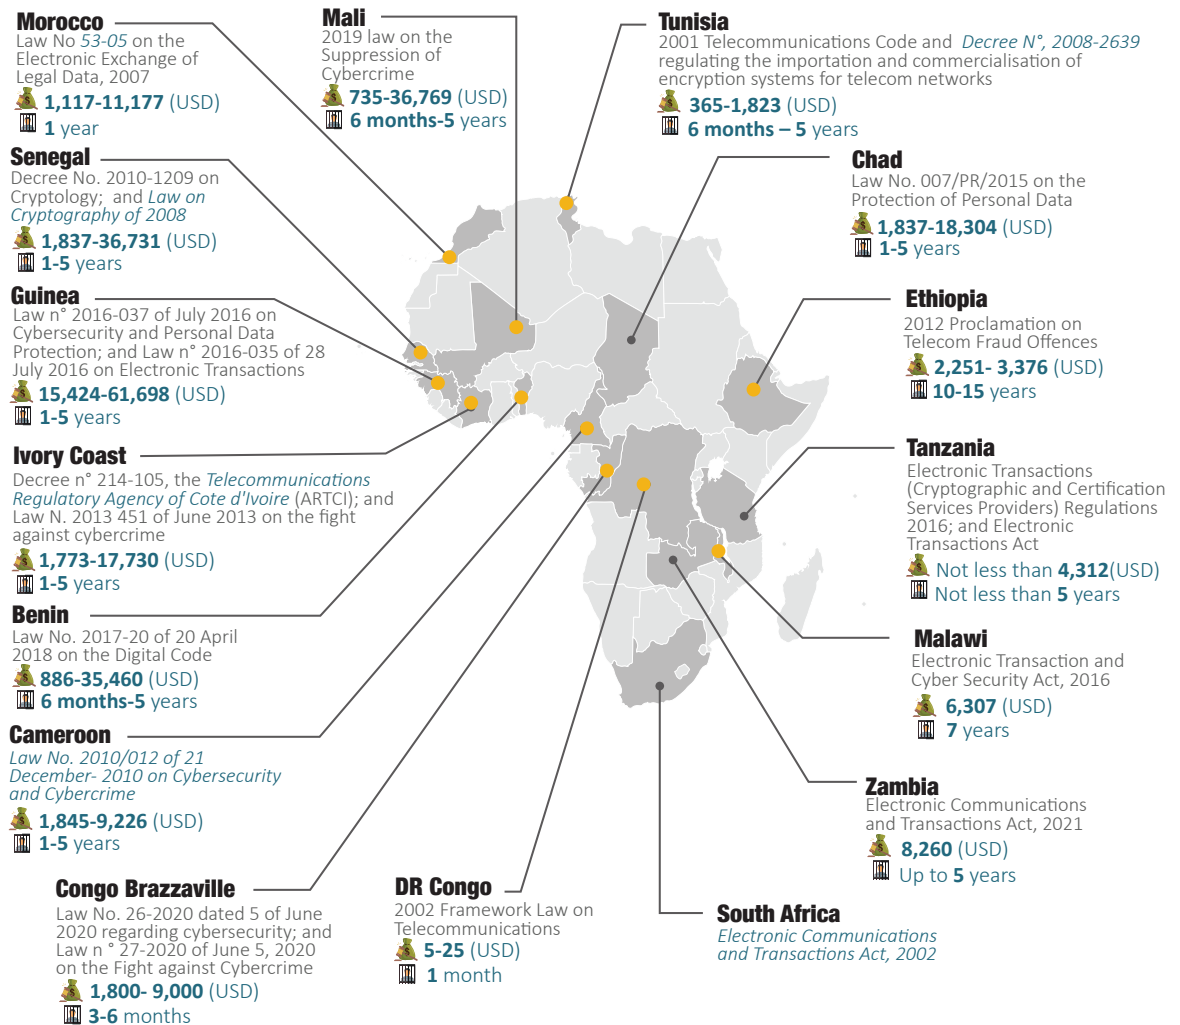 Morocco
Law No 53-05 on the
Electronic Exchange of
Legal Data, 2007
1,117-11,177 (USD)
1 year
Mali
2019 law on the
Suppression of
Cybercrime
735-36,769 (USD)
6 months-5 years
Tunisia
2001 Telecommunications Code and Decree N°, 2008-2639
regulating the importation and commercialisation of
encryption systems for telecom networks
365-1,823 (USD)
6 months – 5 years
Senegal
Decree No. 2010-1209 on
Cryptology; and Law on
Cryptography of 2008
1,837-36,731 (USD)
1-5 years
Chad
Law No. 007/PR/2015 on the
Protection of Personal Data
1,837-18,304 (USD)
1-5 years
Guinea
Law n° 2016-037 of July 2016 on
Cybersecurity and Personal Data
Protection; and Law n° 2016-035 of 28
July 2016 on Electronic Transactions
15,424-61,698 (USD)
1-5 years
Ethiopia
2012 Proclamation on
Telecom Fraud Offences
2,251- 3,376 (USD)
10-15 years
Ivory Coast
Decree n° 214-105, the Telecommunications
Regulatory Agency of Cote d'Ivoire (ARTCI); and
Law N. 2013 451 of June 2013 on the fight
against cybercrime
1,773-17,730 (USD)
1-5 years
Tanzania
Electronic Transactions
(Cryptographic and Certification
Services Providers) Regulations
2016; and Electronic
Transactions Act
Not less than 4,312(USD)
Not less than 5 years
Benin
Law No. 2017-20 of 20 April
2018 on the Digital Code
886-35,460 (USD)
6 months-5 years
Malawi
Electronic Transaction and
Cyber Security Act, 2016
6,307 (USD)
7 years
Cameroon
Law No. 2010/012 of 21
December- 2010 on Cybersecurity
and Cybercrime
1,845-9,226 (USD)
1-5 years
Zambia
Electronic Communications
and Transactions Act, 2021
8,260 (USD)
Up to 5 years
Congo Brazzaville
Law No. 26-2020 dated 5 of June
2020 regarding cybersecurity; and
Law n ° 27-2020 of June 5, 2020
on the Fight against Cybercrime
1,800- 9,000 (USD)
3-6 months
DR Congo
2002 Framework Law on
Telecommunications
5-25 (USD)
1 month
South Africa
Electronic Communications
and Transactions Act, 2002